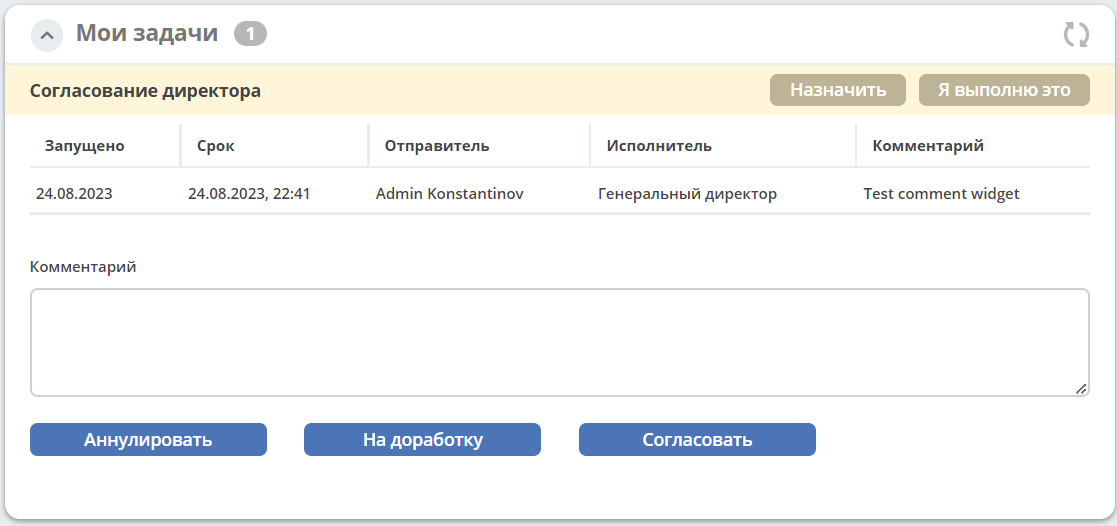 Мои задачи 1
Согласование директора Назначить Я выполню это
Запущено Срок Отправитель Исполнитель Комментарий
24.08.2023 24.08.2023, 22:41 Admin Konstantinov Генеральный директор Test comment widget
Комментарий
Аннулировать На доработку Согласовать